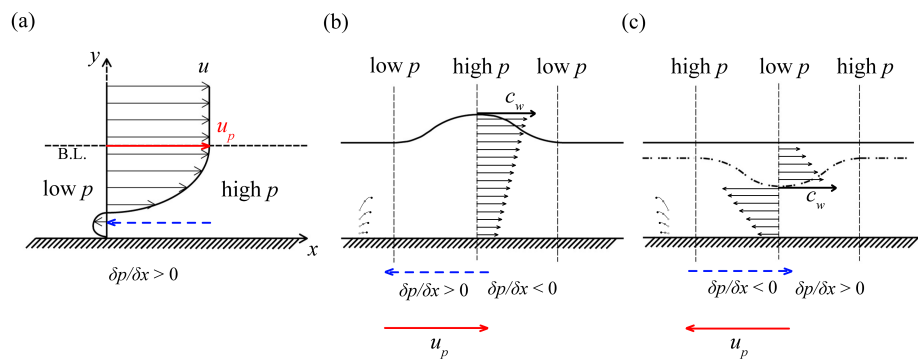 (a)
y
u
u_p
B.L.
low p
high p
x
δp/δx > 0
(b)
low p
high p
low p
c_w
δp/δx > 0
δp/δx < 0
u_p
(c)
high p
low p
high p
c_w
δp/δx < 0
δp/δx > 0
u_p